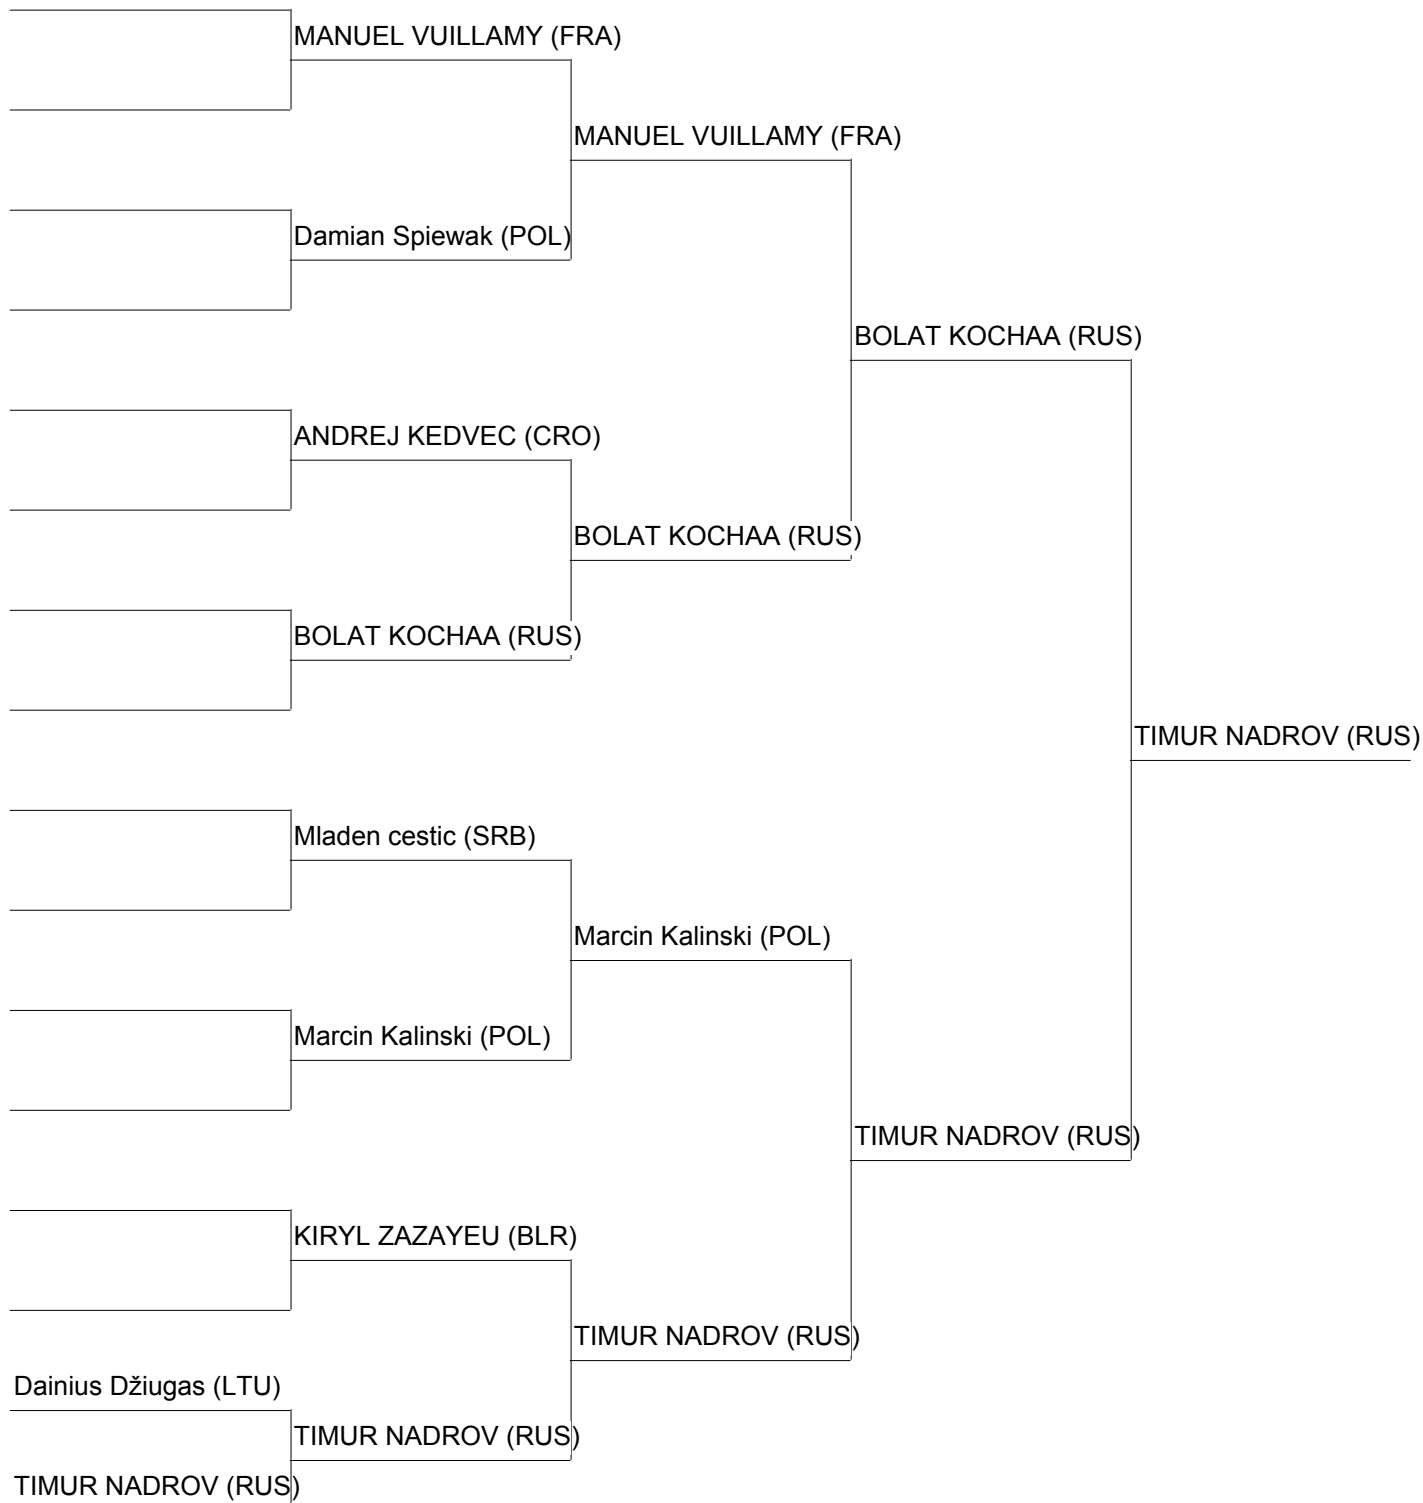 MANUEL VUILLAMY (FRA)
MANUEL VUILLAMY (FRA)
Damian Spiewak (POL)
BOLAT KOCHAA (RUS)
ANDREJ KEDVEC (CRO)
BOLAT KOCHAA (RUS)
BOLAT KOCHAA (RUS)
TIMUR NADROV (RUS)
Mladen cestic (SRB)
Marcin Kalinski (POL)
Marcin Kalinski (POL)
TIMUR NADROV (RUS)
KIRYL ZAZAYEU (BLR)
TIMUR NADROV (RUS)
Dainius Džiugas (LTU)
TIMUR NADROV (RUS)
TIMUR NADROV (RUS)